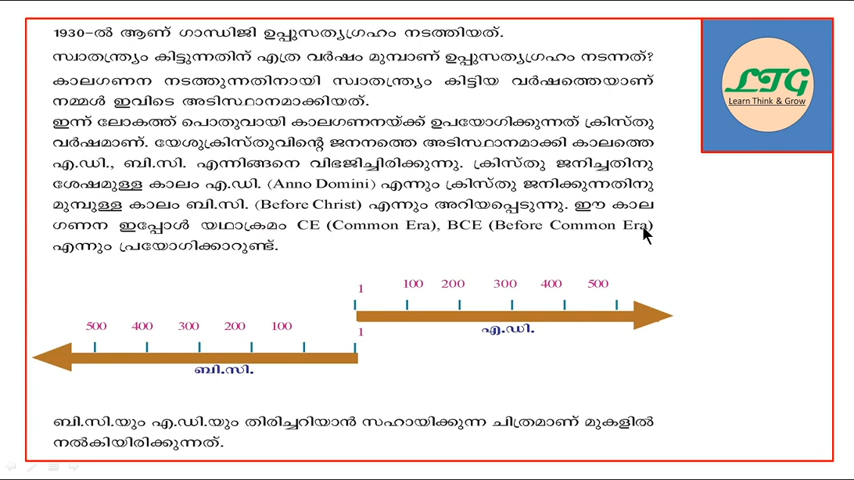 1930-ൽ ആണ് ഗാന്ധിജി ഉപ്പുസത്യഗ്രഹം നടത്തിയത്.
സ്വാതന്ത്ര്യം കിട്ടുന്നതിന് എത്ര വർഷം മുമ്പാണ് ഉപ്പുസത്യഗ്രഹം നടന്നത്?
കാലഗണന നടത്തുന്നതിനായി സ്വാതന്ത്ര്യം കിട്ടിയ വർഷത്തെയാണ്
നമ്മൾ ഇവിടെ അടിസ്ഥാനമാക്കിയത്.
ഇന്ന് ലോകത്ത് പൊതുവായി കാലഗണനയ്ക്ക് ഉപയോഗിക്കുന്നത് ക്രിസ്തു
വർഷമാണ്. യേശുക്രിസ്തുവിന്റെ ജനനത്തെ അടിസ്ഥാനമാക്കി കാലത്തെ
എ.ഡി., ബി.സി. എന്നിങ്ങനെ വിഭജിച്ചിരിക്കുന്നു. ക്രിസ്തു ജനിച്ചതിനു
ശേഷമുള്ള കാലം എ.ഡി. (Anno Domini) എന്നും ക്രിസ്തു ജനിക്കുന്നതിനു
മുമ്പുള്ള കാലം ബി.സി. (Before Christ) എന്നും അറിയപ്പെടുന്നു. ഈ കാല
ഗണന ഇപ്പോൾ യഥാക്രമം CE (Common Era), BCE (Before Common Era)
എന്നും പ്രയോഗിക്കാറുണ്ട്.
LTG
Learn Think & Grow
1 100 200 300 400 500
എ.ഡി.
500 400 300 200 100 1
ബി.സി.
ബി.സി.യും എ.ഡി.യും തിരിച്ചറിയാൻ സഹായിക്കുന്ന ചിത്രമാണ് മുകളിൽ
നൽകിയിരിക്കുന്നത്.